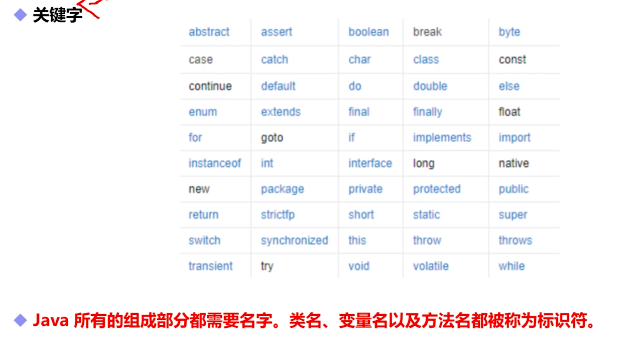 关键字
abstract assert boolean break byte
case catch char class const
continue default do double else
enum extends final finally float
for goto if implements import
instanceof int interface long native
new package private protected public
return strictfp short static super
switch synchronized this throw throws
transient try void volatile while
Java 所有的组成部分都需要名字。类名、变量名以及方法名都被称为标识符。